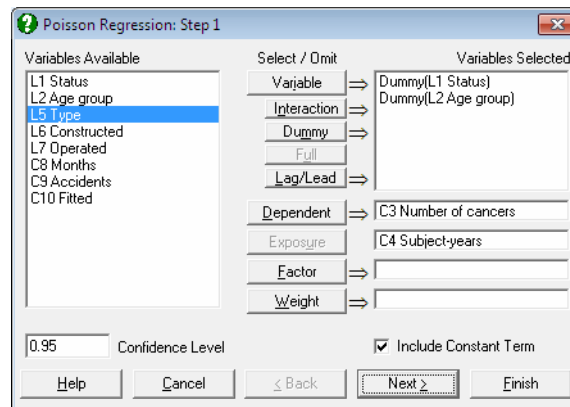 Poisson Regression: Step 1
Variables Available
Select / Omit
Variables Selected
L1 Status
L2 Age group
L5 Type
L6 Constructed
L7 Operated
C8 Months
C9 Accidents
C10 Fitted
Variable
Interaction
Dummy
Full
Lag/Lead
Dummy(L1 Status)
Dummy(L2 Age group)
Dependent
C3 Number of cancers
Exposure
C4 Subject-years
Factor
Weight
0.95
Confidence Level
Include Constant Term
Help
Cancel
< Back
Next >
Finish